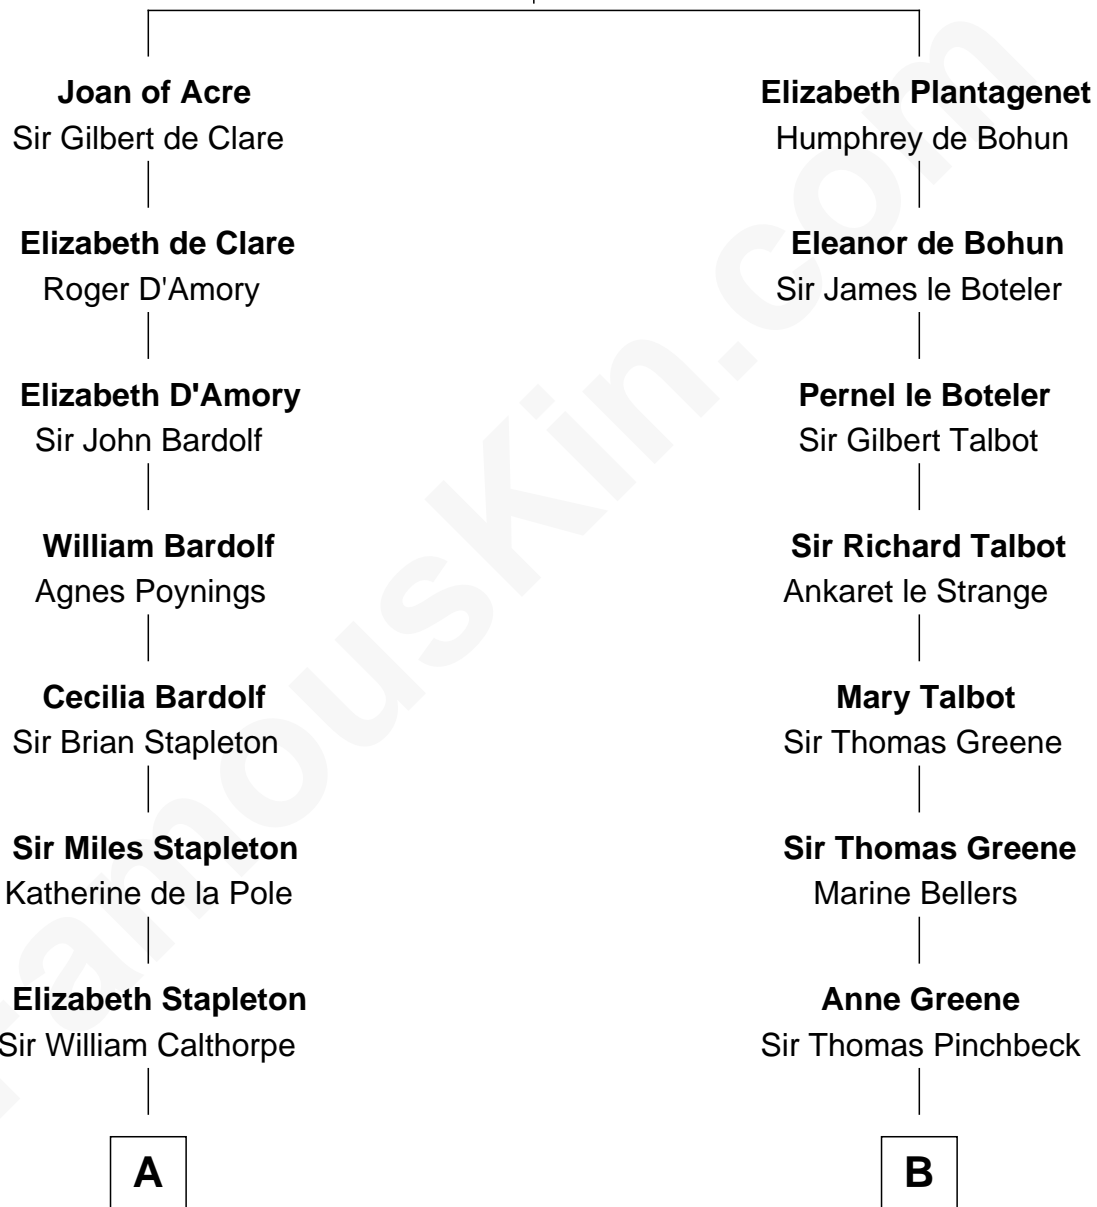 Joan of Acre
Sir Gilbert de Clare
Elizabeth de Clare
Roger D'Amory
Elizabeth D'Amory
Sir John Bardolf
William Bardolf
Agnes Poynings
Cecilia Bardolf
Sir Brian Stapleton
Sir Miles Stapleton
Katherine de la Pole
Elizabeth Stapleton
Sir William Calthorpe
A
Elizabeth Plantagenet
Humphrey de Bohun
Eleanor de Bohun
Sir James le Boteler
Pernel le Boteler
Sir Gilbert Talbot
Sir Richard Talbot
Ankaret le Strange
Mary Talbot
Sir Thomas Greene
Sir Thomas Greene
Marine Bellers
Anne Greene
Sir Thomas Pinchbeck
B
FamousKin.com